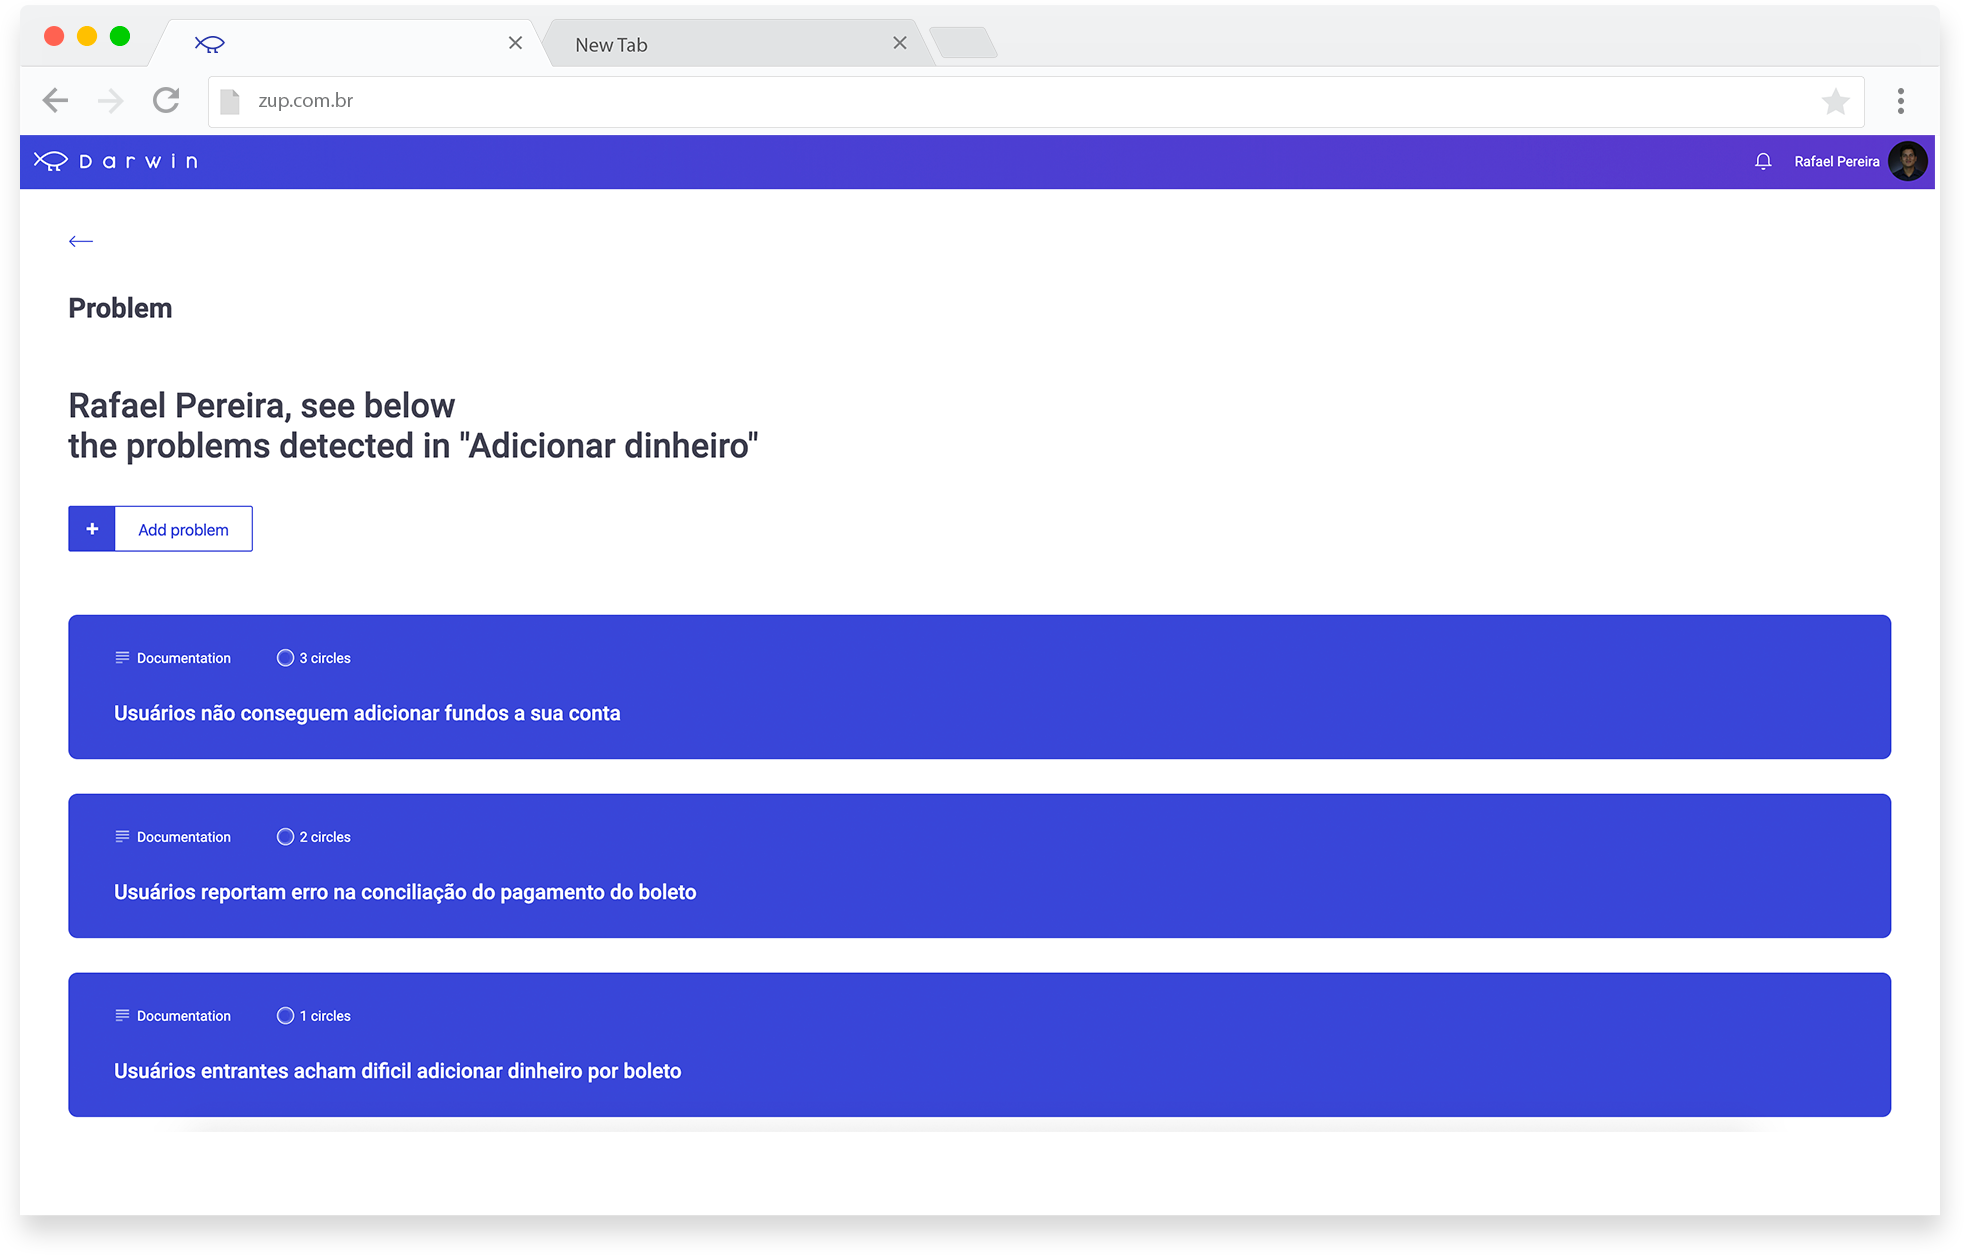 New Tab
zup.com.br
Darwin
Rafael Pereira
Problem
Rafael Pereira, see below
the problems detected in "Adicionar dinheiro"
+ Add problem
Documentation 3 circles
Usuários não conseguem adicionar fundos a sua conta
Documentation 2 circles
Usuários reportam erro na conciliação do pagamento do boleto
Documentation 1 circles
Usuários entrantes acham dificil adicionar dinheiro por boleto